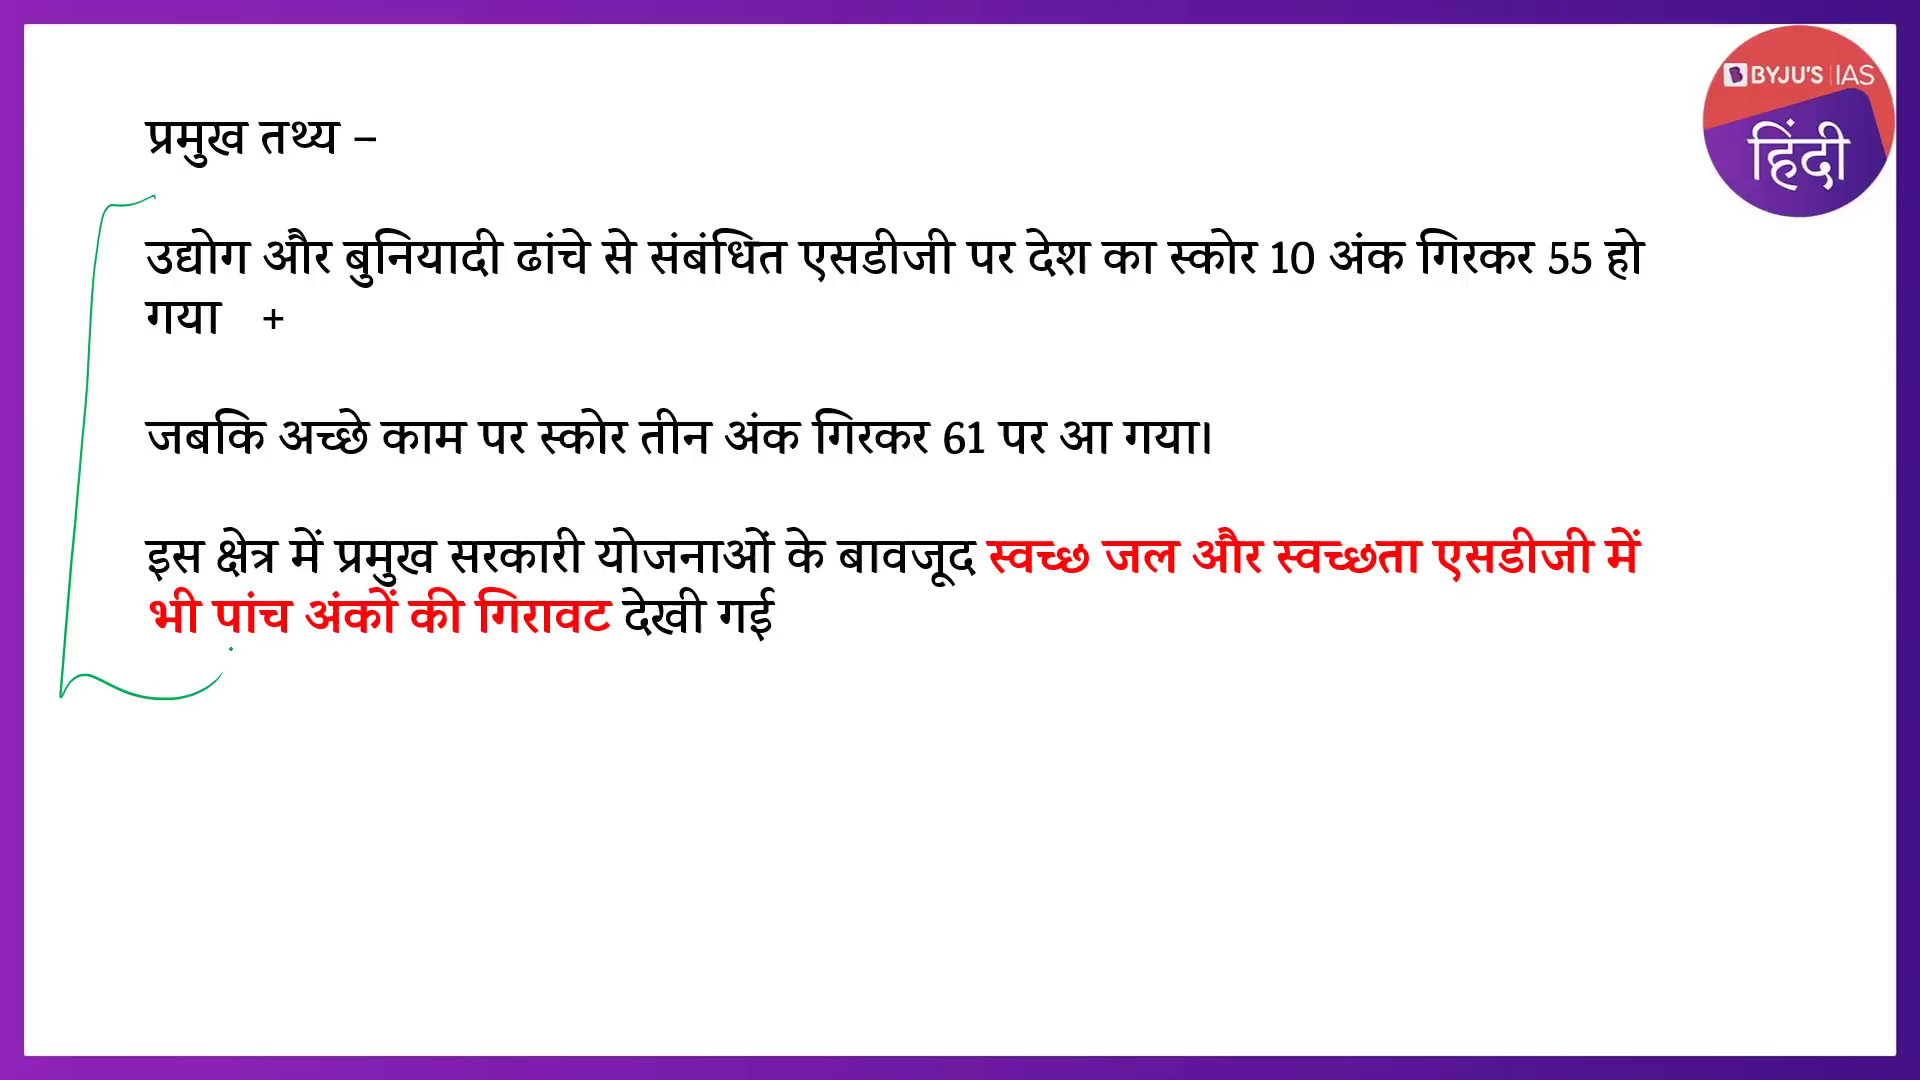 BYJU'S IAS
हिंदी
प्रमुख तथ्य –
उद्योग और बुनियादी ढांचे से संबंधित एसडीजी पर देश का स्कोर 10 अंक गिरकर 55 हो
गया +
जबकि अच्छे काम पर स्कोर तीन अंक गिरकर 61 पर आ गया।
इस क्षेत्र में प्रमुख सरकारी योजनाओं के बावजूद स्वच्छ जल और स्वच्छता एसडीजी में
भी पांच अंकों की गिरावट देखी गई